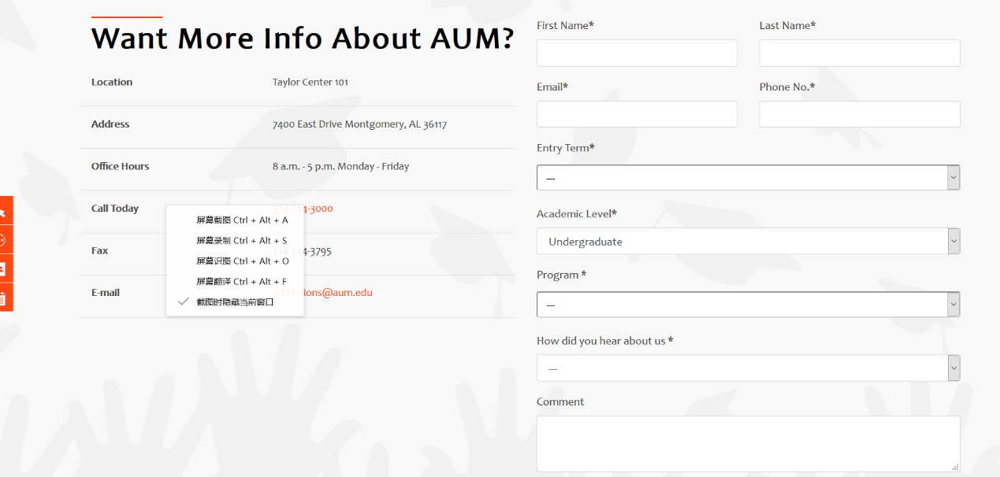 Want More Info About AUM?
Location Taylor Center 101
Address 7400 East Drive Montgomery, AL 36117
Office Hours 8 a.m. - 5 p.m. Monday - Friday
Call Today 334-244-3000
Fax 334-244-3795
E-mail admissions@aum.edu
屏幕截图 Ctrl + Alt + A
屏幕录制 Ctrl + Alt + S
屏幕识图 Ctrl + Alt + O
屏幕翻译 Ctrl + Alt + F
截图时隐藏当前窗口
First Name* Last Name*
Email* Phone No.*
Entry Term*
---
Academic Level*
Undergraduate
Program *
---
How did you hear about us *
---
Comment